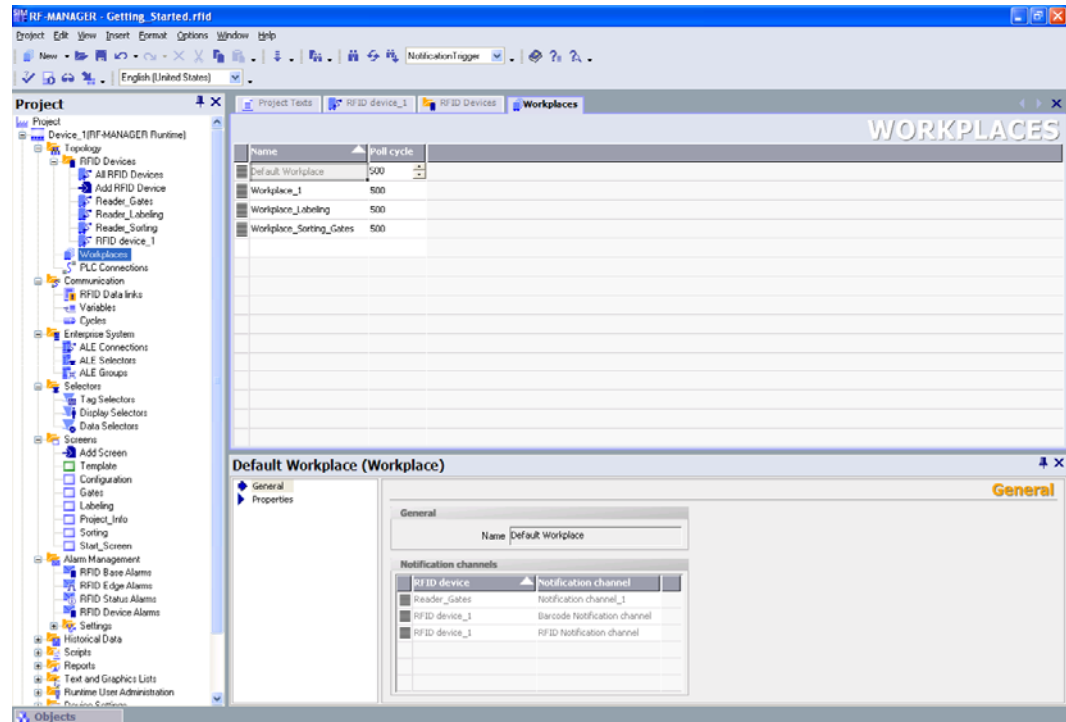 RF-MANAGER - Getting_Started.rfid
Project Edit View Insert Format Options Window Help
New NotificationTrigger
English (United States)
Project
Project Texts RFID device_1 RFID Devices Workplaces
WORKPLACES
Project
Device_1(RF-MANAGER Runtime)
Topology
RFID Devices
All RFID Devices
Add RFID Device
Reader_Gates
Reader_Labeling
Reader_Sorting
RFID device_1
Workplaces
PLC Connections
Communication
RFID Data links
Variables
Cycles
Enterprise System
ALE Connections
ALE Selectors
ALE Groups
Selectors
Tag Selectors
Display Selectors
Data Selectors
Screens
Add Screen
Template
Configuration
Gates
Labeling
Project_Info
Sorting
Start_Screen
Alarm Management
RFID Base Alarms
RFID Edge Alarms
RFID Status Alarms
RFID Device Alarms
Settings
Historical Data
Scripts
Reports
Text and Graphics Lists
Runtime User Administration
Device Settings
Name Poll cycle
Default Workplace 500
Workplace_1 500
Workplace_Labeling 500
Workplace_Sorting_Gates 500
Default Workplace (Workplace)
General
Properties
General
General
Name Default Workplace
Notification channels
RFID device Notification channel
Reader_Gates Notification channel_1
RFID device_1 Barcode Notification channel
RFID device_1 RFID Notification channel
Objects